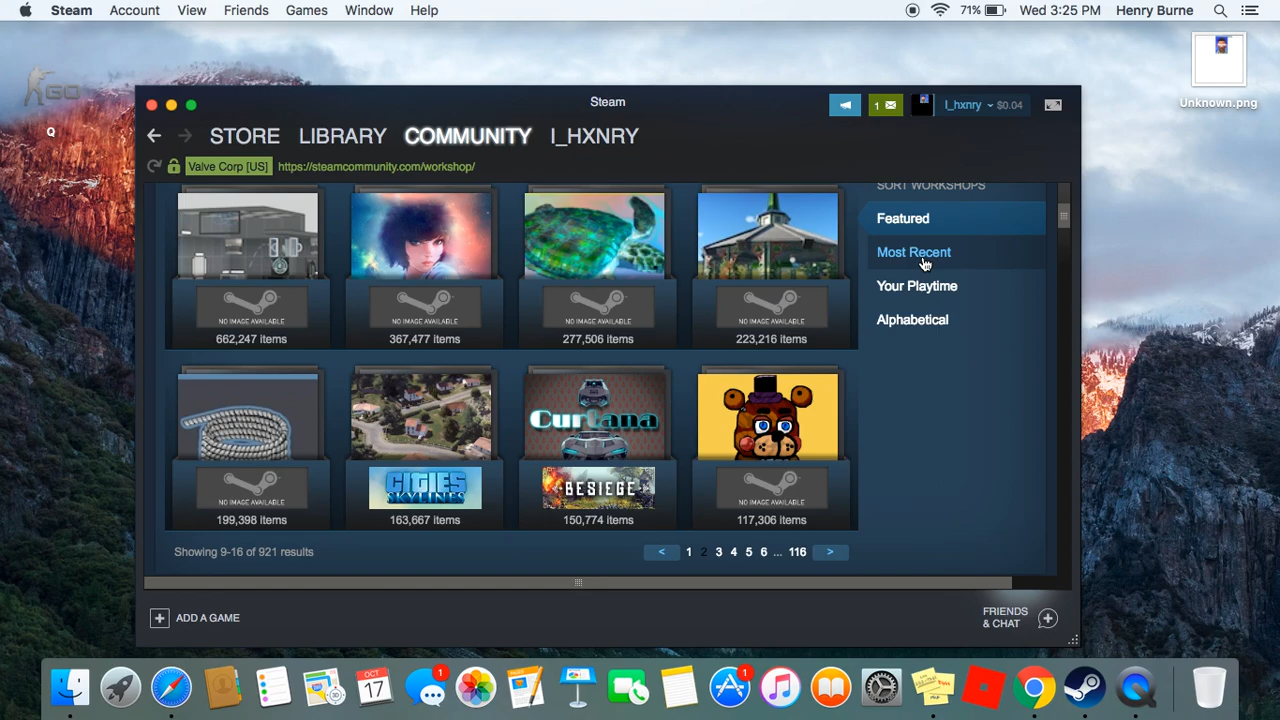 Steam Account View Friends Games Window Help 71% Wed 3:25 PM Henry Burne
GO
Q
Unknown.png
Steam
1 l_hxnry $0.04
STORE LIBRARY COMMUNITY I_HXNRY
Valve Corp [US] https://steamcommunity.com/workshop/
SORT WORKSHOPS
Featured
Most Recent
Your Playtime
Alphabetical
NO IMAGE AVAILABLE NO IMAGE AVAILABLE NO IMAGE AVAILABLE NO IMAGE AVAILABLE
662,247 items 367,477 items 277,506 items 223,216 items
Curtana
NO IMAGE AVAILABLE CITIES SKYLINES BESIEGE NO IMAGE AVAILABLE
199,398 items 163,667 items 150,774 items 117,306 items
Showing 9-16 of 921 results < 1 2 3 4 5 6 ... 116 >
+ ADD A GAME
FRIENDS
& CHAT +
OCT
17
1
1